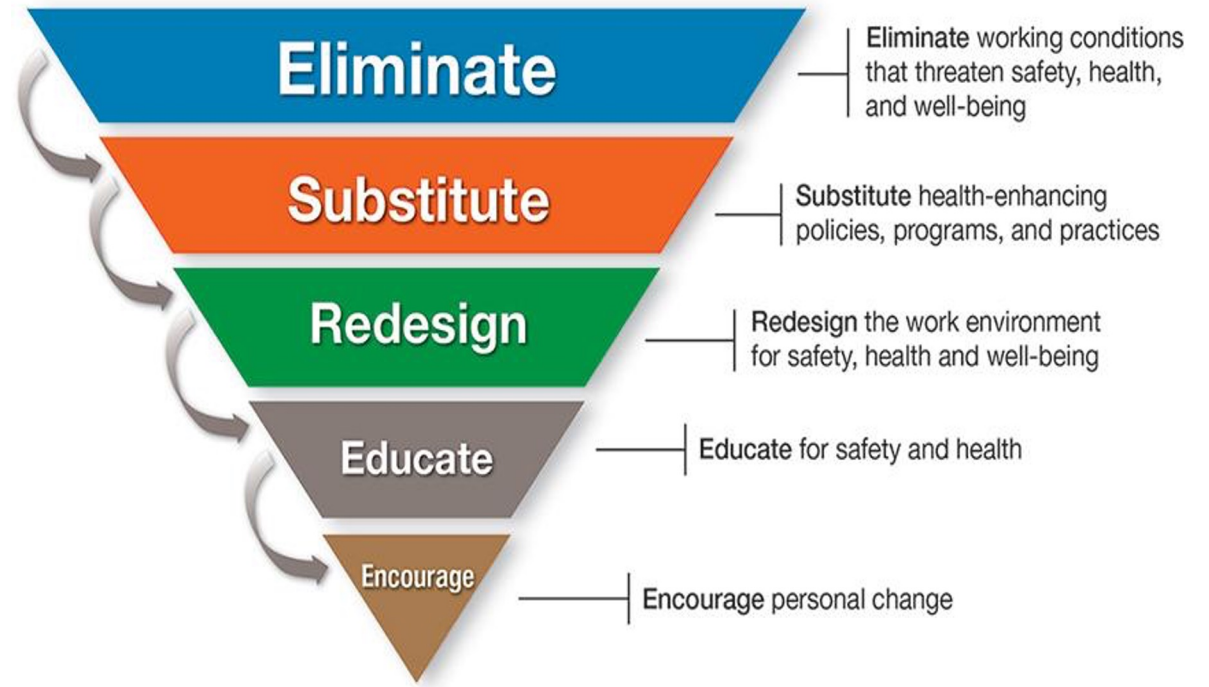 Eliminate
Eliminate working conditions
that threaten safety, health,
and well-being
Substitute
Substitute health-enhancing
policies, programs, and practices
Redesign
Redesign the work environment
for safety, health and well-being
Educate
Educate for safety and health
Encourage
Encourage personal change